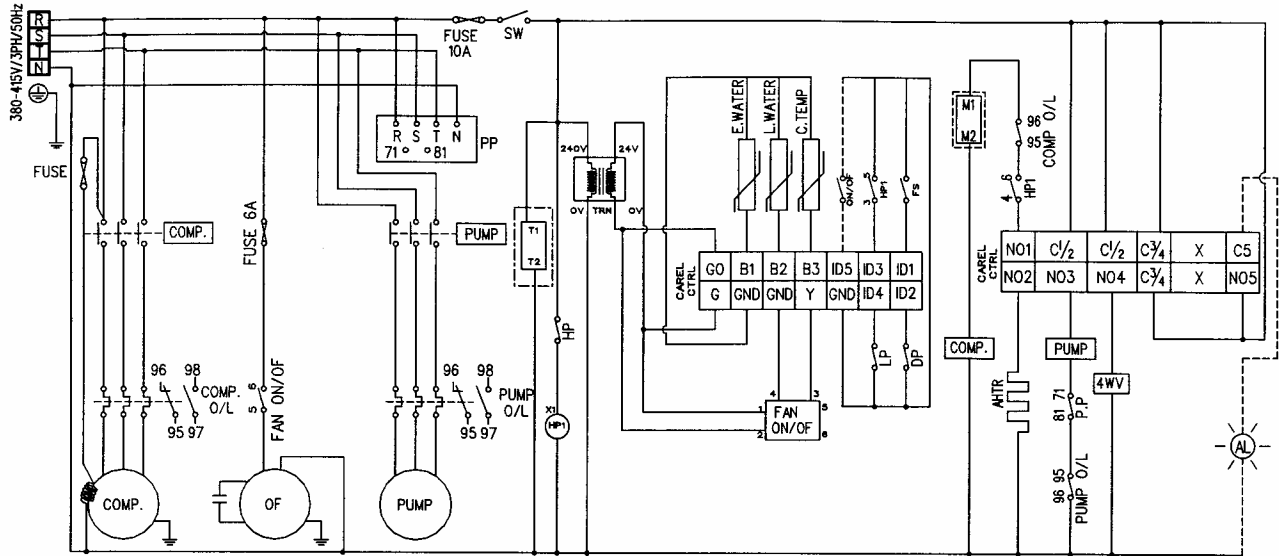 380-415V/3PH/50Hz
R
S
T
N
FUSE
10A
SW
R S T N
71 81
PP
FUSE
COMP.
FUSE 6A
PUMP
240V
24V
0V
TRN
0V
T1
T2
HP
X1
HP1
E.WATER
L.WATER
C.TEMP
ON/OF
3 5
HP1
FS
CAREL
CTRL
G0 B1 B2 B3 ID5 ID3 ID1
G GND GND Y GND ID4 ID2
LP
DP
4 3
1 5
FAN
ON/OF
2 6
M1
M2
96
95
COMP O/L
6
4
HP1
CAREL
CTRL
NO1 C1/2 C1/2 C3/4 X C5
NO2 NO3 NO4 C3/4 X NO5
COMP.
AHTR
PUMP
81 71
P.P
96 95
PUMP O/L
4WV
AL
96 98
95 97
COMP.
O/L
5 6
FAN ON/OF
96 98
95 97
PUMP
O/L
COMP.
OF
PUMP